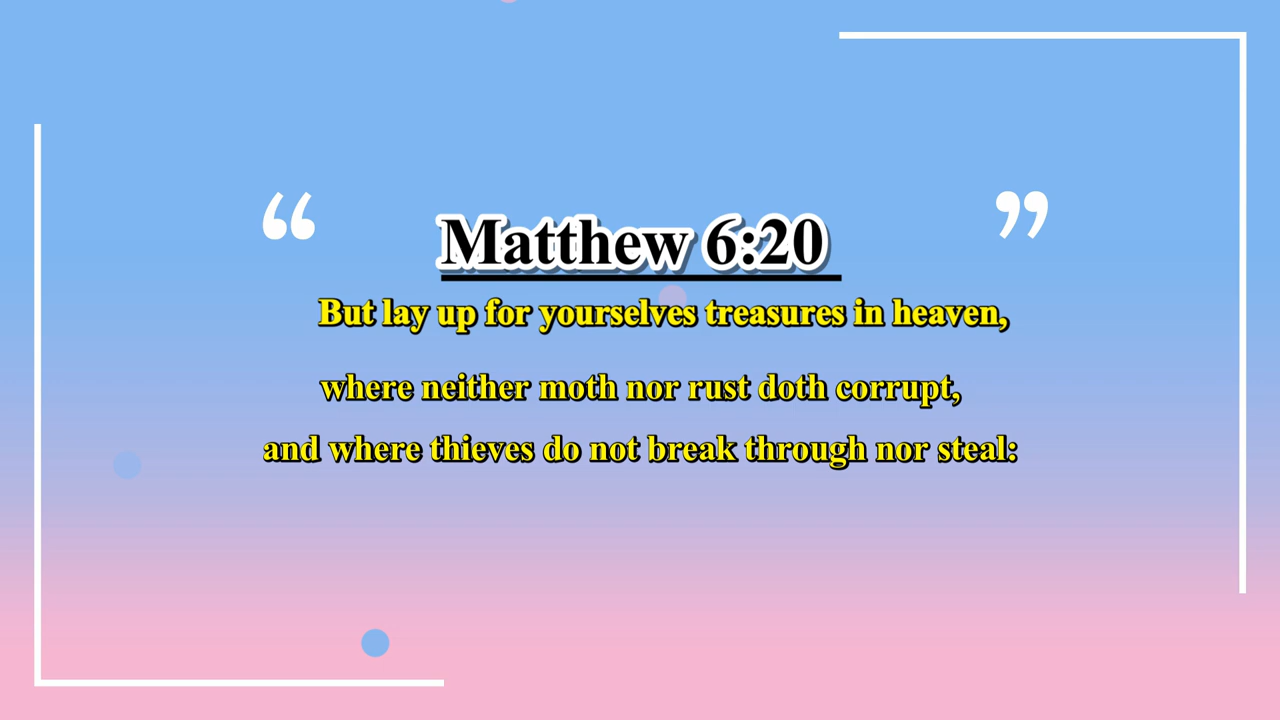 “ Matthew 6:20 ”
But lay up for yourselves treasures in heaven,
where neither moth nor rust doth corrupt,
and where thieves do not break through nor steal: